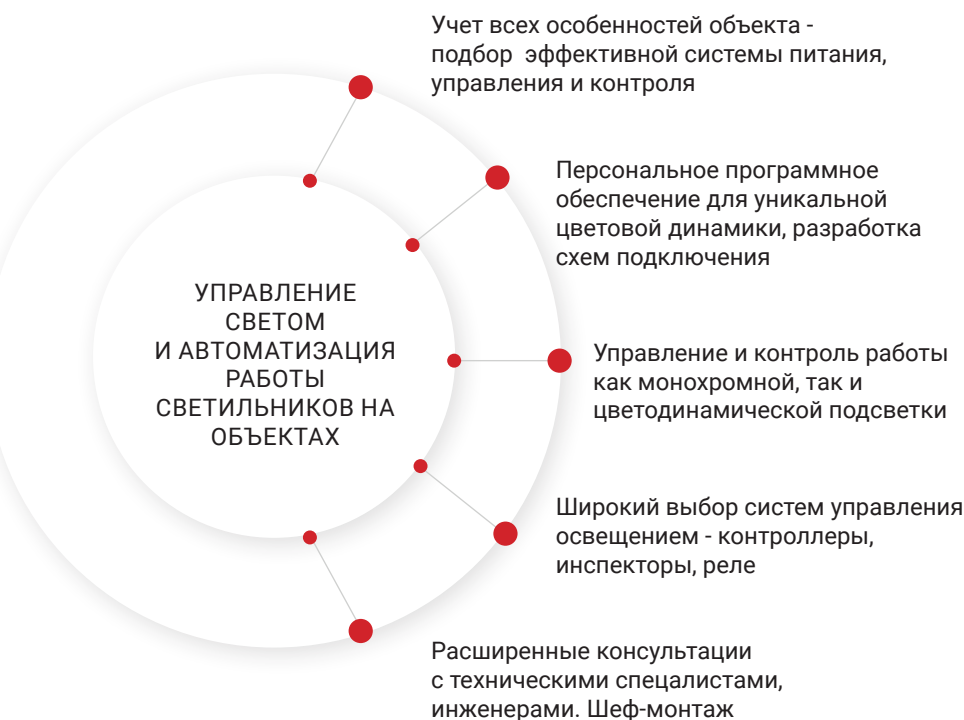 Учет всех особенностей объекта -
подбор эффективной системы питания,
управления и контроля
Персональное программное
обеспечение для уникальной
цветовой динамики, разработка
схем подключения
УПРАВЛЕНИЕ
СВЕТОМ
И АВТОМАТИЗАЦИЯ
РАБОТЫ
СВЕТИЛЬНИКОВ НА
ОБЪЕКТАХ
Управление и контроль работы
как монохромной, так и
цветодинамической подсветки
Широкий выбор систем управления
освещением - контроллеры,
инспекторы, реле
Расширенные консультации
с техническими спецалистами,
инженерами. Шеф-монтаж